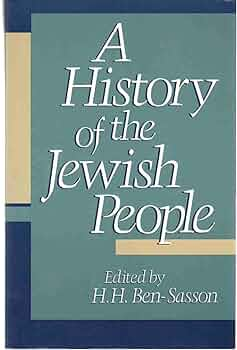 A
History
of the
Jewish
People
Edited by
H.H. Ben-Sasson